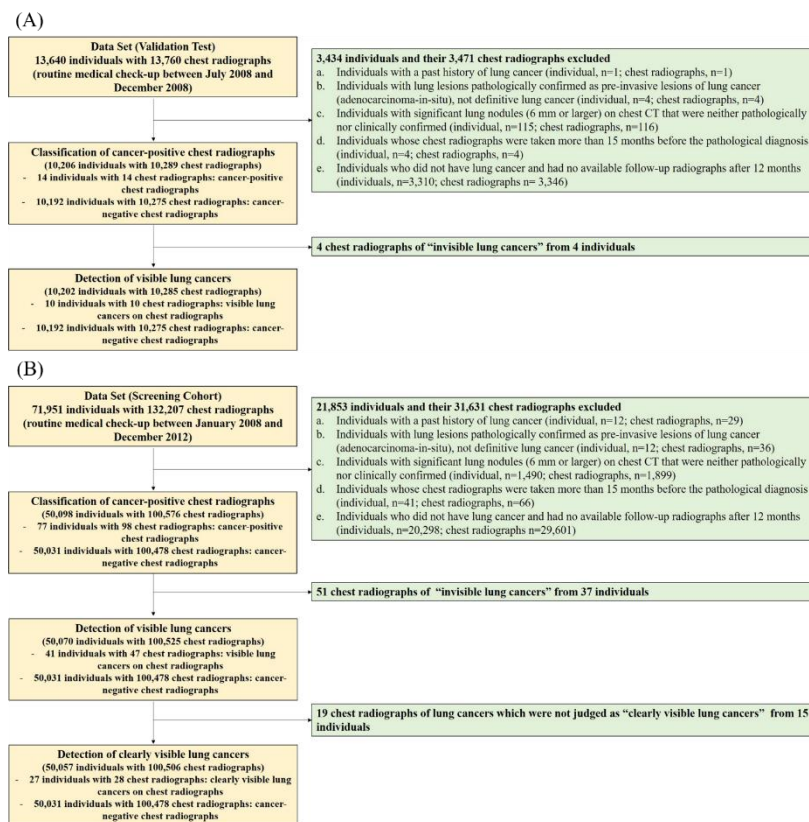 (A)
Data Set (Validation Test)
13,640 individuals with 13,760 chest radiographs
(routine medical check-up between July 2008 and
December 2008)
3,434 individuals and their 3,471 chest radiographs excluded
a. Individuals with a past history of lung cancer (individual, n=1; chest radiographs, n=1)
b. Individuals with lung lesions pathologically confirmed as pre-invasive lesions of lung cancer
(adenocarcinoma-in-situ), not definitive lung cancer (individual, n=4; chest radiographs, n=4)
c. Individuals with significant lung nodules (6 mm or larger) on chest CT that were neither pathologically
nor clinically confirmed (individual, n=115; chest radiographs, n=116)
d. Individuals whose chest radiographs were taken more than 15 months before the pathological diagnosis
(individual, n=4; chest radiographs, n=4)
e. Individuals who did not have lung cancer and had no available follow-up radiographs after 12 months
(individuals, n=3,310; chest radiographs n= 3,346)
Classification of cancer-positive chest radiographs
(10,206 individuals with 10,289 chest radiographs)
- 14 individuals with 14 chest radiographs: cancer-positive
chest radiographs
- 10,192 individuals with 10,275 chest radiographs: cancer-
negative chest radiographs
4 chest radiographs of “invisible lung cancers” from 4 individuals
Detection of visible lung cancers
(10,202 individuals with 10,285 chest radiographs)
- 10 individuals with 10 chest radiographs: visible lung
cancers on chest radiographs
- 10,192 individuals with 10,275 chest radiographs: cancer-
negative chest radiographs
(B)
Data Set (Screening Cohort)
71,951 individuals with 132,207 chest radiographs
(routine medical check-up between January 2008 and
December 2012)
21,853 individuals and their 31,631 chest radiographs excluded
a. Individuals with a past history of lung cancer (individual, n=12; chest radiographs, n=29)
b. Individuals with lung lesions pathologically confirmed as pre-invasive lesions of lung cancer
(adenocarcinoma-in-situ), not definitive lung cancer (individual, n=12; chest radiographs, n=36)
c. Individuals with significant lung nodules (6 mm or larger) on chest CT that were neither pathologically
nor clinically confirmed (individual, n=1,490; chest radiographs, n=1,899)
d. Individuals whose chest radiographs were taken more than 15 months before the pathological diagnosis
(individual, n=41; chest radiographs, n=66)
e. Individuals who did not have lung cancer and had no available follow-up radiographs after 12 months
(individuals, n=20,298; chest radiographs n=29,601)
Classification of cancer-positive chest radiographs
(50,098 individuals with 100,576 chest radiographs)
- 77 individuals with 98 chest radiographs: cancer-positive
chest radiographs
- 50,031 individuals with 100,478 chest radiographs: cancer-
negative chest radiographs
51 chest radiographs of “invisible lung cancers” from 37 individuals
Detection of visible lung cancers
(50,070 individuals with 100,525 chest radiographs)
- 41 individuals with 47 chest radiographs: visible lung
cancers on chest radiographs
- 50,031 individuals with 100,478 chest radiographs: cancer-
negative chest radiographs
19 chest radiographs of lung cancers which were not judged as “clearly visible lung cancers” from 15
individuals
Detection of clearly visible lung cancers
(50,057 individuals with 100,506 chest radiographs)
- 27 individuals with 28 chest radiographs: clearly visible lung
cancers on chest radiographs
- 50,031 individuals with 100,478 chest radiographs: cancer-
negative chest radiographs